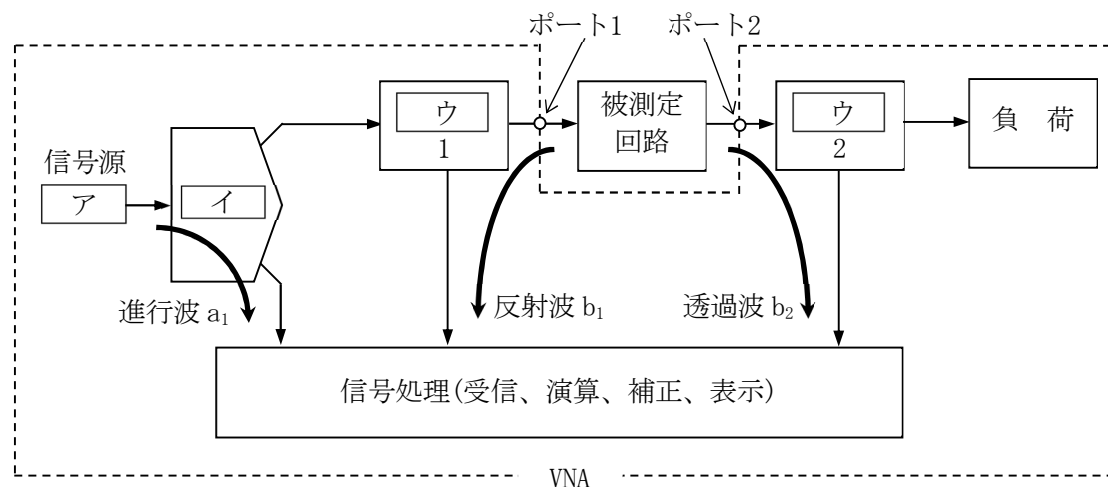 ポート1
ポート2
ウ
1
被測定
回路
ウ
2
負 荷
信号源
ア
イ
進行波 a₁
反射波 b₁
透過波 b₂
信号処理(受信、演算、補正、表示)
VNA